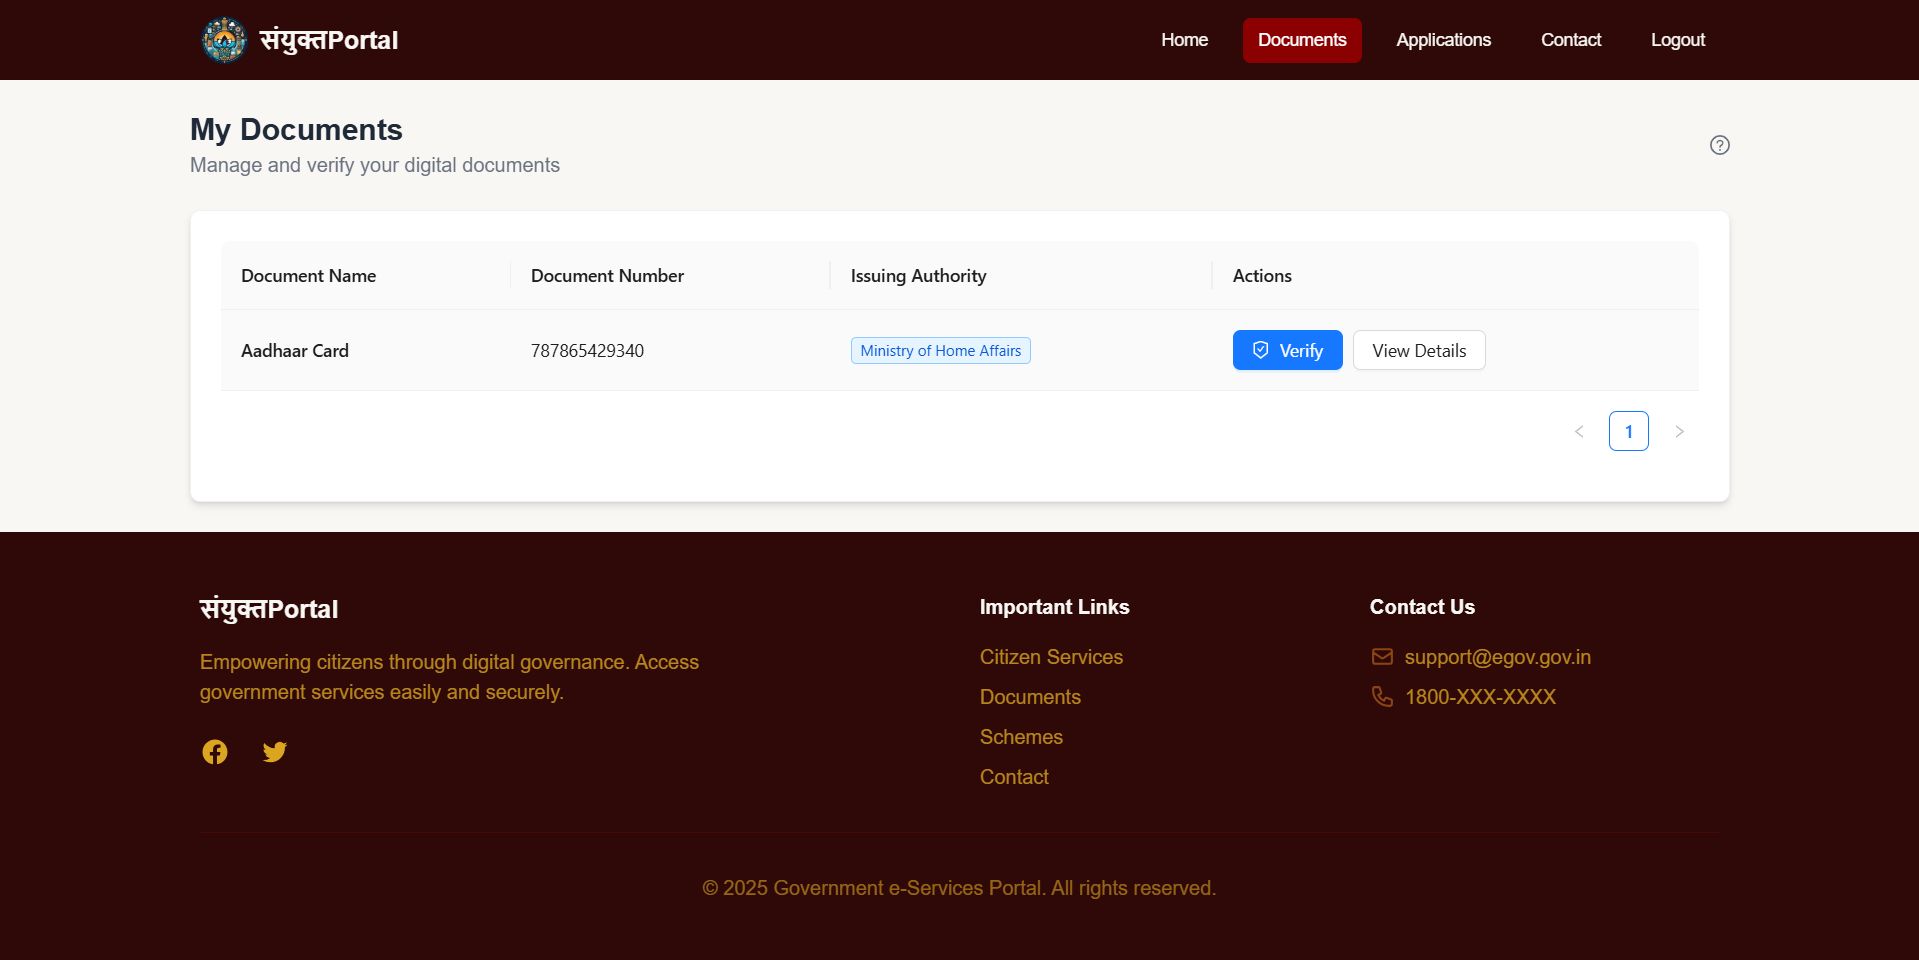 संयुक्तPortal
Home
Documents
Applications
Contact
Logout
My Documents
Manage and verify your digital documents
Document Name
Document Number
Issuing Authority
Actions
Aadhaar Card
787865429340
Ministry of Home Affairs
Verify
View Details
1
संयुक्तPortal
Empowering citizens through digital governance. Access
government services easily and securely.
Important Links
Citizen Services
Documents
Schemes
Contact
Contact Us
support@egov.gov.in
1800-XXX-XXXX
© 2025 Government e-Services Portal. All rights reserved.